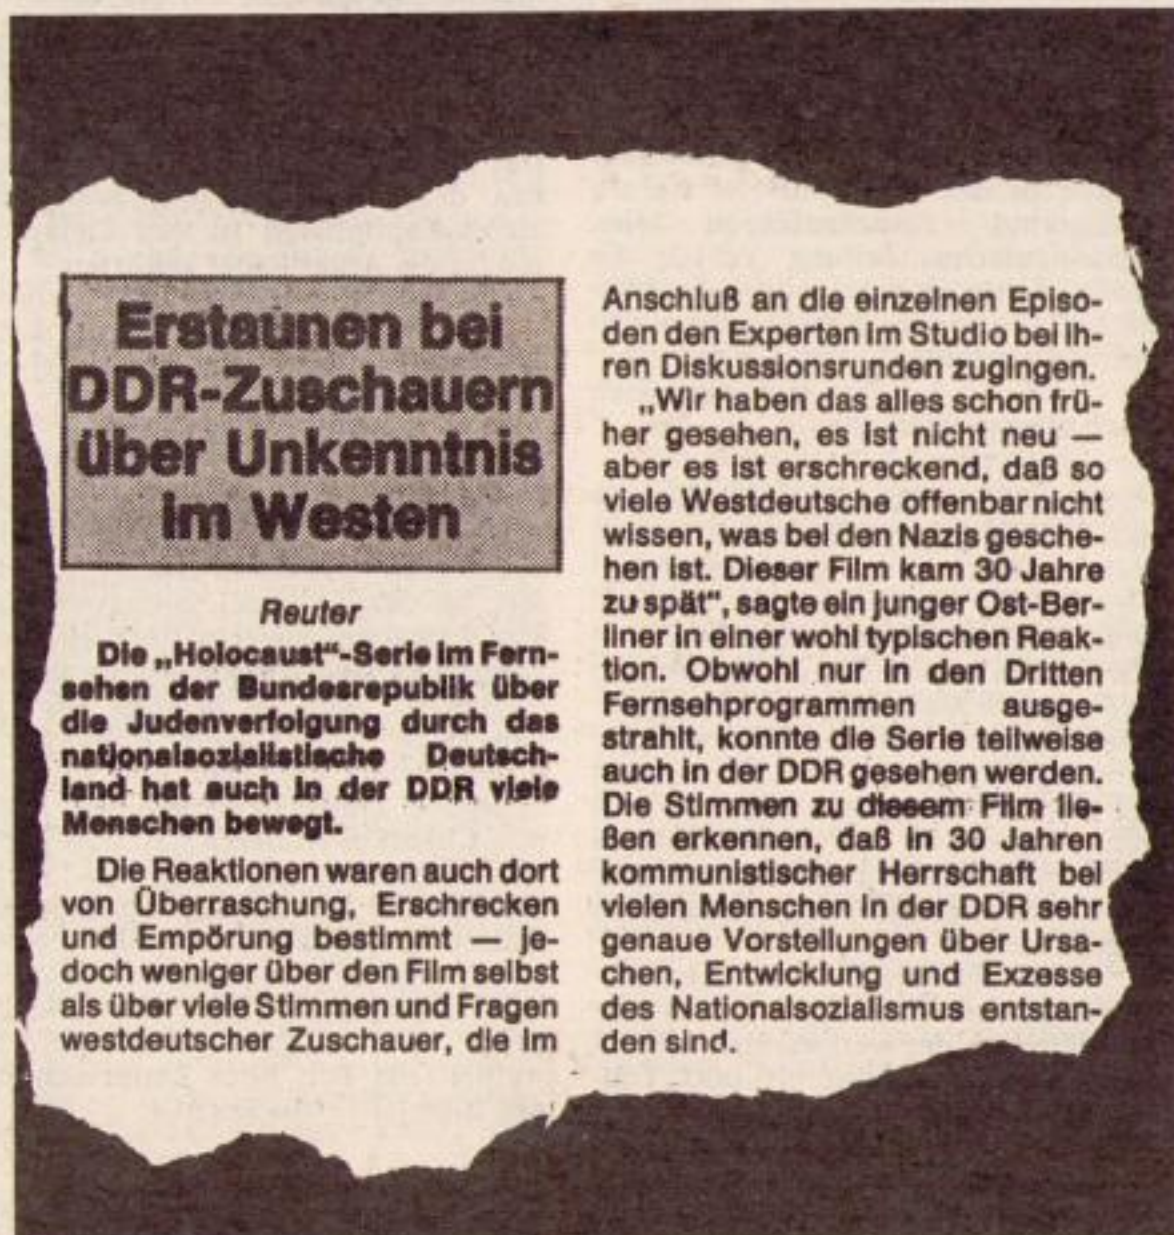 Erstaunen bei
DDR-Zuschauern
über Unkenntnis
im Westen
Reuter
Die „Holocaust“-Serie im Fern-
sehen der Bundesrepublik über
die Judenverfolgung durch das
nationalsozialistische Deutsch-
land hat auch in der DDR viele
Menschen bewegt.
Die Reaktionen waren auch dort
von Überraschung, Erschrecken
und Empörung bestimmt — je-
doch weniger über den Film selbst
als über viele Stimmen und Fragen
westdeutscher Zuschauer, die im
Anschluß an die einzelnen Episo-
den den Experten im Studio bei ih-
ren Diskussionsrunden zugingen.
„Wir haben das alles schon frü-
her gesehen, es ist nicht neu —
aber es ist erschreckend, daß so
viele Westdeutsche offenbar nicht
wissen, was bei den Nazis gesche-
hen ist. Dieser Film kam 30 Jahre
zu spät“, sagte ein junger Ost-Ber-
liner in einer wohl typischen Reak-
tion. Obwohl nur in den Dritten
Fernsehprogrammen ausge-
strahlt, konnte die Serie teilweise
auch in der DDR gesehen werden.
Die Stimmen zu diesem Film lie-
ßen erkennen, daß in 30 Jahren
kommunistischer Herrschaft bei
vielen Menschen in der DDR sehr
genaue Vorstellungen über Ursa-
chen, Entwicklung und Exzesse
des Nationalsozialismus entstan-
den sind.